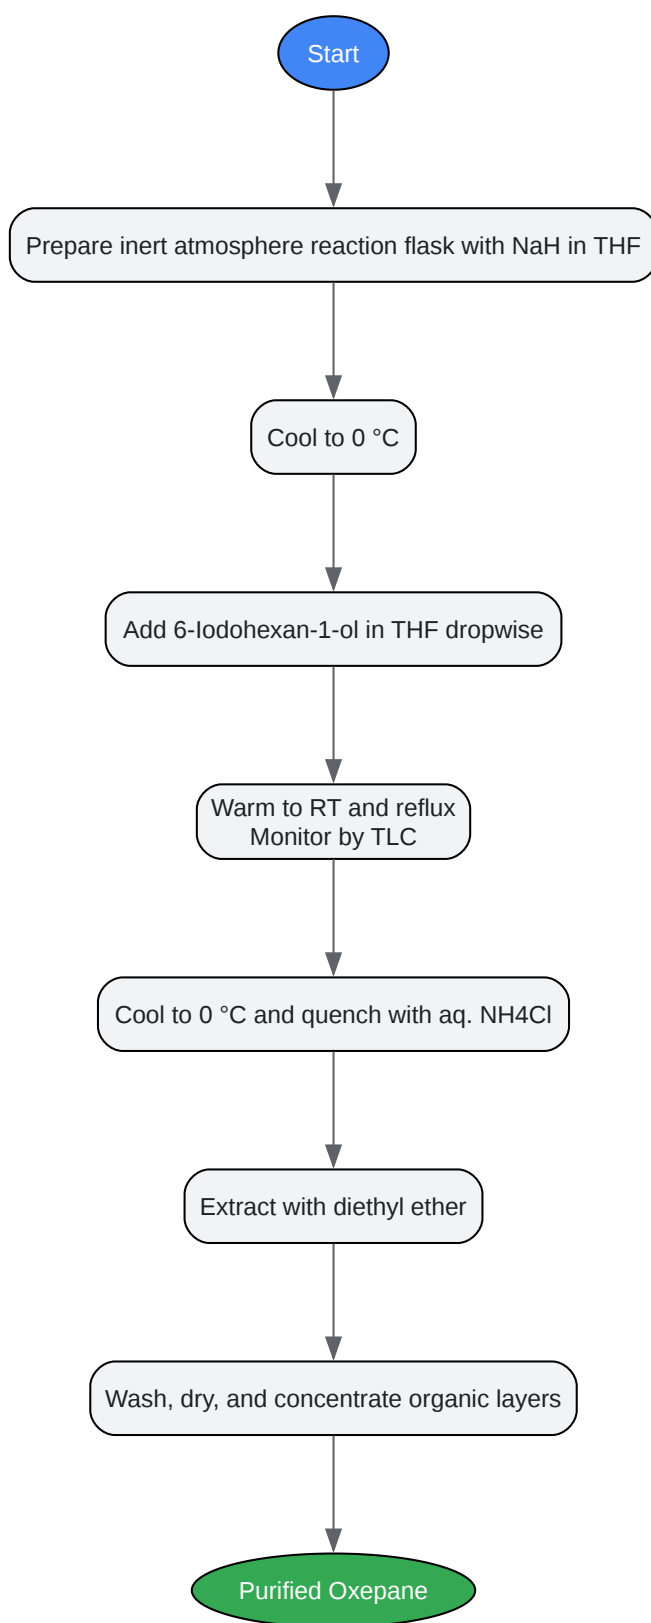 Start
Prepare inert atmosphere reaction flask with NaH in THF
Cool to 0 °C
Add 6-Iodohexan-1-ol in THF dropwise
Warm to RT and reflux
Monitor by TLC
Cool to 0 °C and quench with aq. NH4Cl
Extract with diethyl ether
Wash, dry, and concentrate organic layers
Purified Oxepane